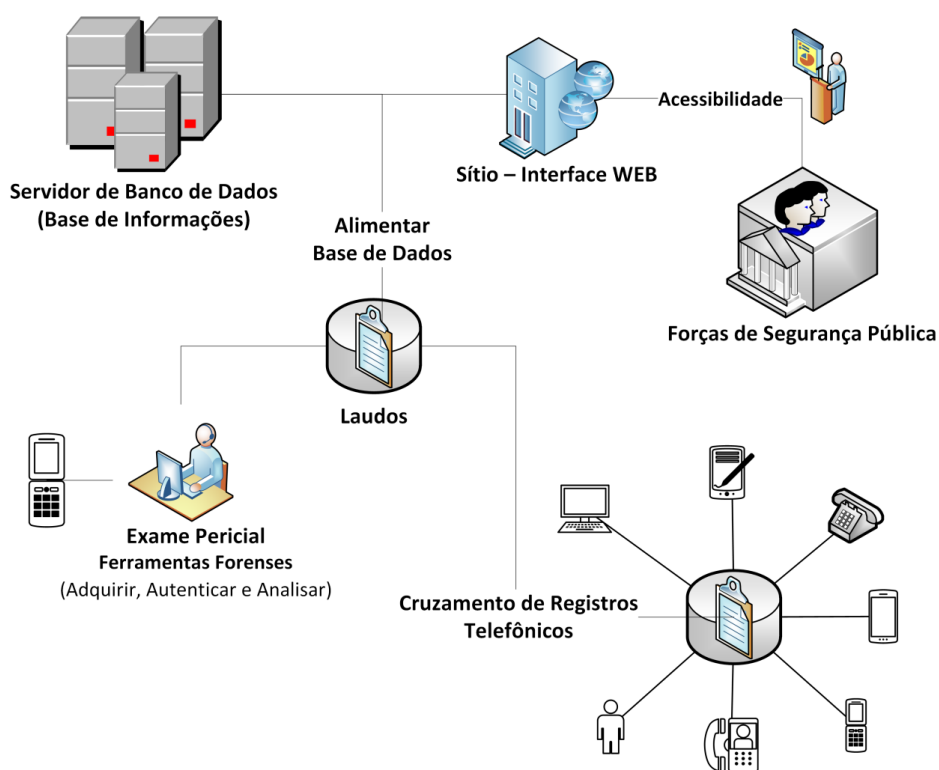 Servidor de Banco de Dados
(Base de Informações)
Sítio – Interface WEB
Acessibilidade
Forças de Segurança Pública
Alimentar
Base de Dados
Laudos
Exame Pericial
Ferramentas Forenses
(Adquirir, Autenticar e Analisar)
Cruzamento de Registros
Telefônicos